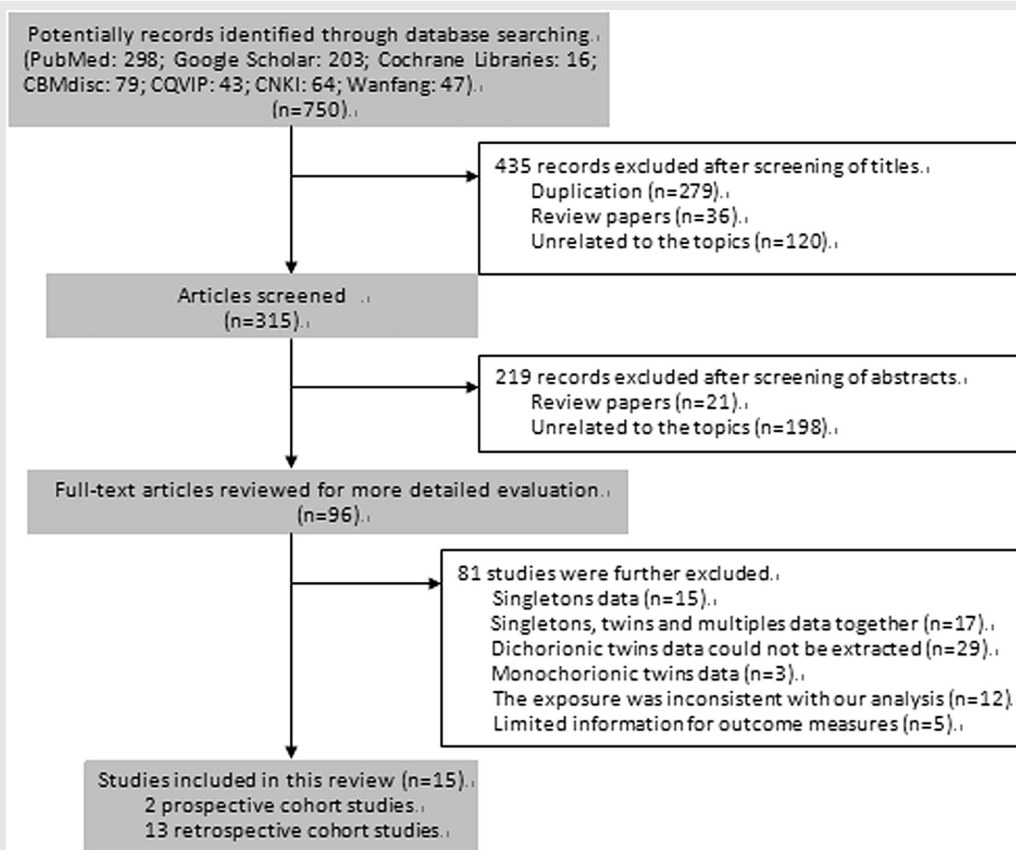 Potentially records identified through database searching.
(PubMed: 298; Google Scholar: 203; Cochrane Libraries: 16;
CBMdisc: 79; CQVIP: 43; CNKI: 64; Wanfang: 47).
(n=750).
435 records excluded after screening of titles.
Duplication (n=279).
Review papers (n=36).
Unrelated to the topics (n=120).
Articles screened .
(n=315).
219 records excluded after screening of abstracts.
Review papers (n=21).
Unrelated to the topics (n=198).
Full-text articles reviewed for more detailed evaluation.
(n=96).
81 studies were further excluded.
Singletons data (n=15).
Singletons, twins and multiples data together (n=17).
Dichorionic twins data could not be extracted (n=29).
Monochorionic twins data (n=3).
The exposure was inconsistent with our analysis (n=12)
Limited information for outcome measures (n=5).
Studies included in this review (n=15).
2 prospective cohort studies.
13 retrospective cohort studies.